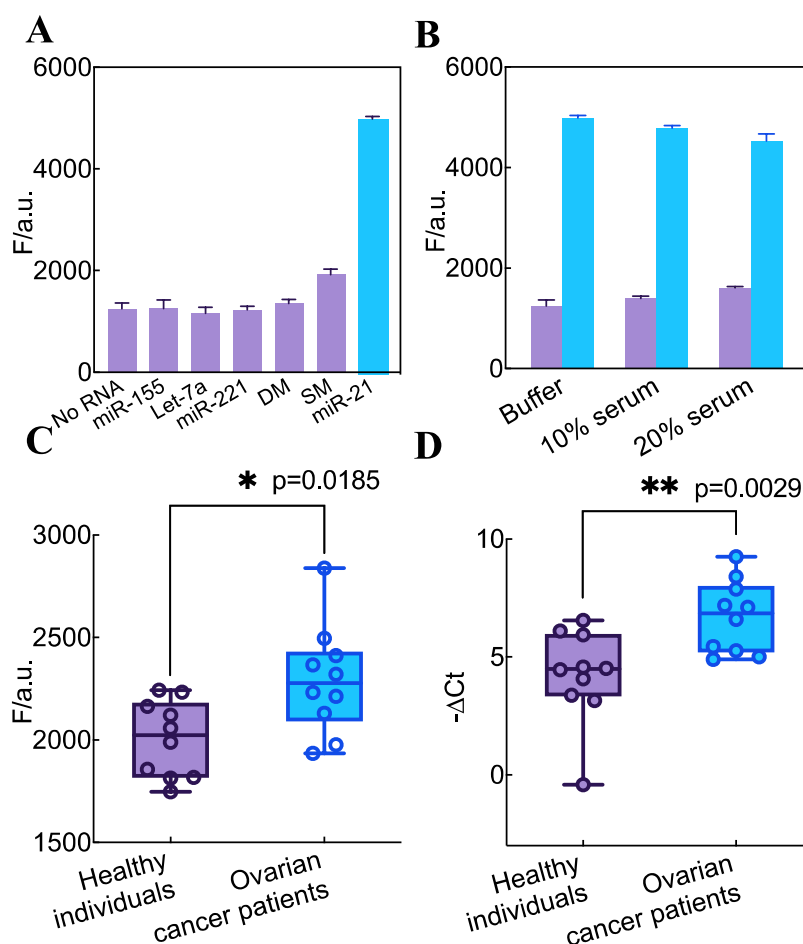 A
6000
4000
2000
0
F/a.u.
No RNA
miR-155
Let-7a
miR-221
DM
SM
miR-21
B
6000
4000
2000
0
F/a.u.
Buffer
10% serum
20% serum
C
* p=0.0185
3000
2500
2000
1500
F/a.u.
Healthy
individuals
Ovarian
cancer patients
D
** p=0.0029
10
5
0
-ΔCt
Healthy
individuals
Ovarian
cancer patients